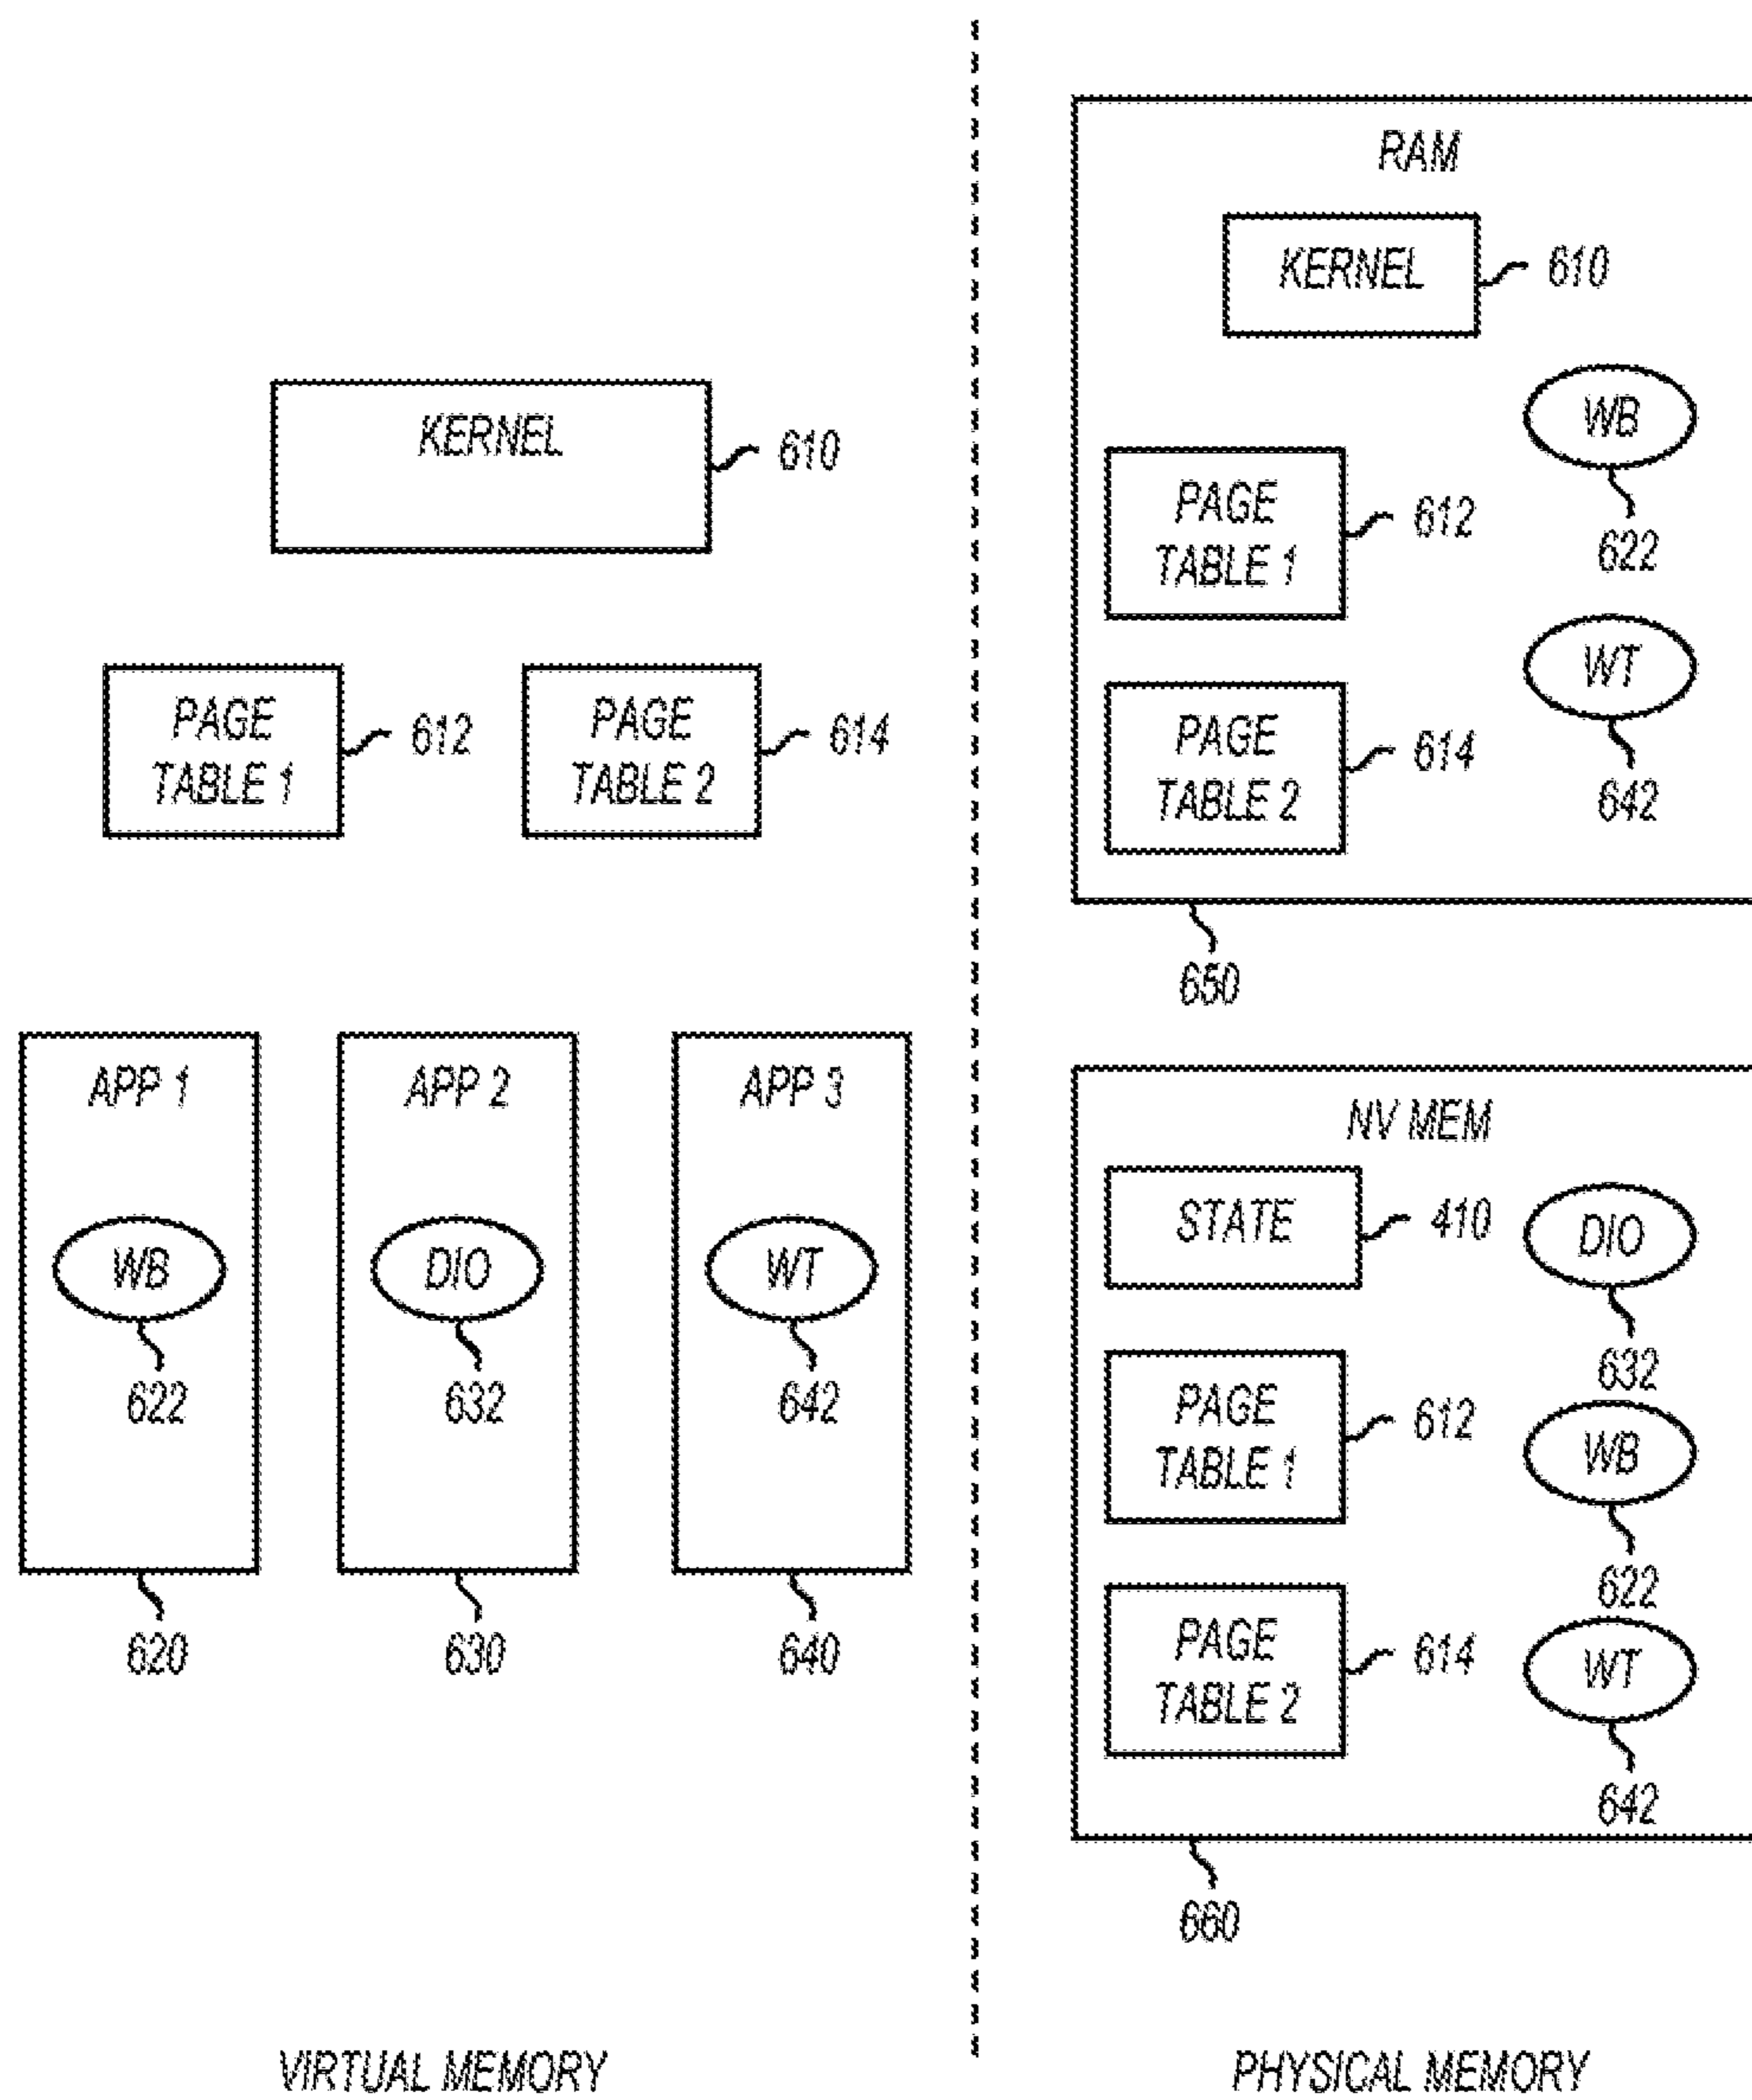 KERNEL
610
PAGE
TABLE 1
612
PAGE
TABLE 2
614
APP 1
WB
622
620
APP 2
DIO
632
630
APP 3
WT
642
640
VIRTUAL MEMORY
RAM
KERNEL
610
WB
622
PAGE
TABLE 1
612
WT
642
PAGE
TABLE 2
614
650
NV MEM
STATE
410
DIO
632
PAGE
TABLE 1
612
WB
622
PAGE
TABLE 2
614
WT
642
660
PHYSICAL MEMORY